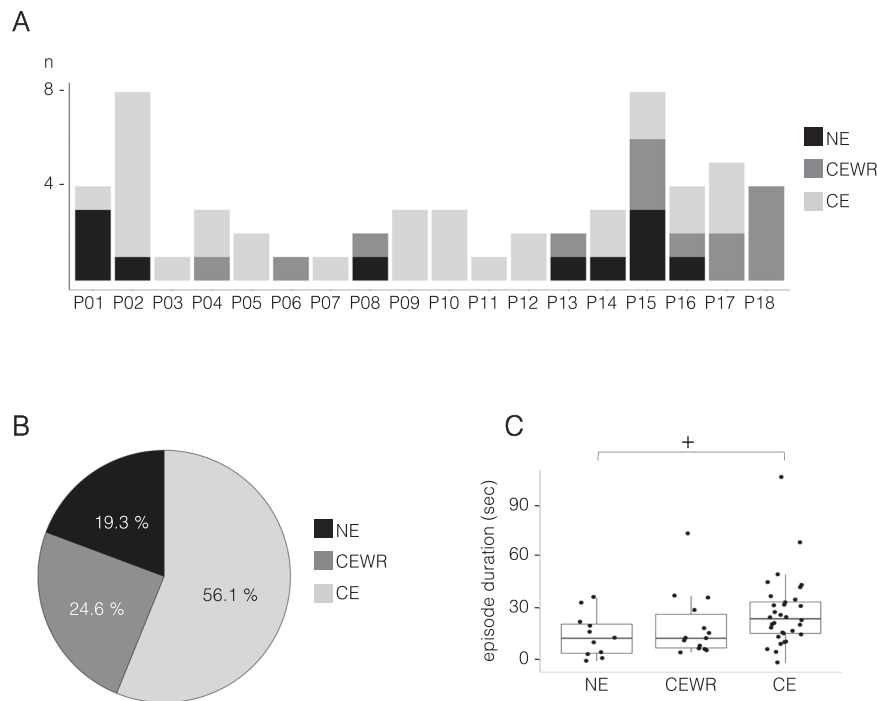 A
n
8
4
NE
CEWR
CE
P01 P02 P03 P04 P05 P06 P07 P08 P09 P10 P11 P12 P13 P14 P15 P16 P17 P18
B
19.3 %
24.6 %
56.1 %
NE
CEWR
CE
C
+
episode duration (sec)
90
60
30
0
NE CEWR CE